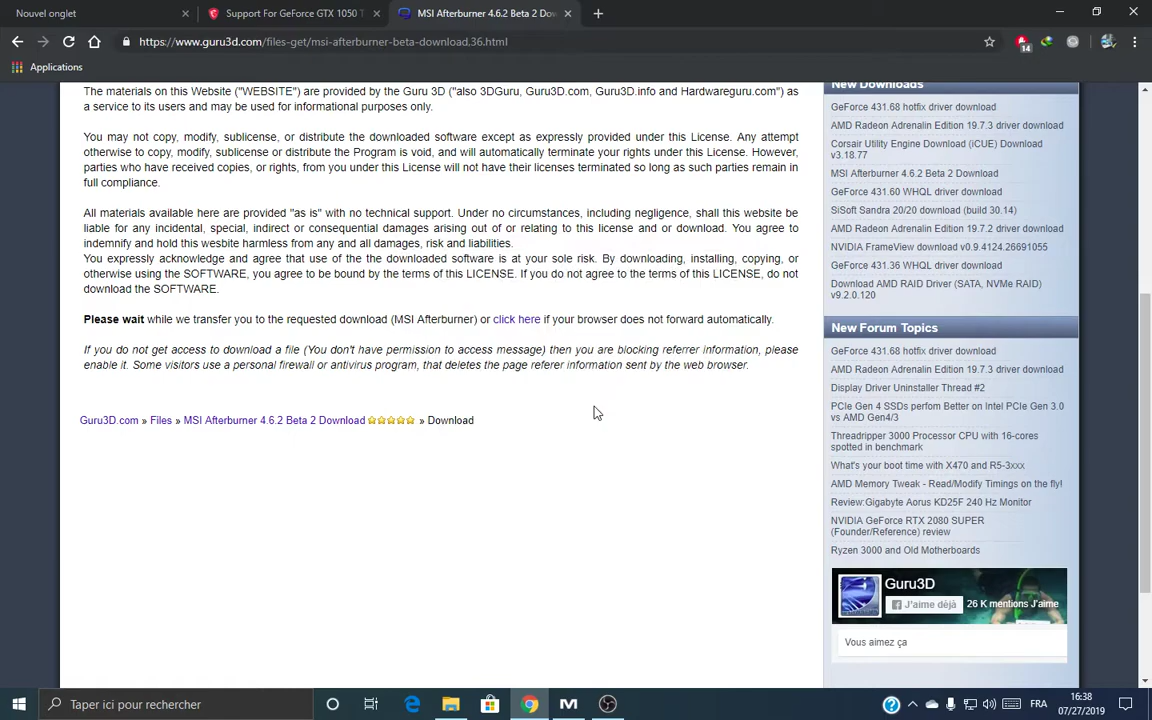 Nouvel onglet
Support For GeForce GTX 1050 T
MSI Afterburner 4.6.2 Beta 2 Dow
https://www.guru3d.com/files-get/msi-afterburner-beta-download,36.html
14
Applications
The materials on this Website ("WEBSITE") are provided by the Guru 3D ("also 3DGuru, Guru3D.com, Guru3D.info and Hardwareguru.com") as
a service to its users and may be used for informational purposes only.
You may not copy, modify, sublicense, or distribute the downloaded software except as expressly provided under this License. Any attempt
otherwise to copy, modify, sublicense or distribute the Program is void, and will automatically terminate your rights under this License. However,
parties who have received copies, or rights, from you under this License will not have their licenses terminated so long as such parties remain in
full compliance.
All materials available here are provided "as is" with no technical support. Under no circumstances, including negligence, shall this website be
liable for any incidental, special, indirect or consequential damages arising out of or relating to this license and or download. You agree to
indemnify and hold this wesbite harmless from any and all damages, risk and liabilities.
You expressly acknowledge and agree that use of the the downloaded software is at your sole risk. By downloading, installing, copying, or
otherwise using the SOFTWARE, you agree to be bound by the terms of this LICENSE. If you do not agree to the terms of this LICENSE, do not
download the SOFTWARE.
Please wait while we transfer you to the requested download (MSI Afterburner) or click here if your browser does not forward automatically.
If you do not get access to download a file (You don't have permission to access message) then you are blocking referrer information, please
enable it. Some visitors use a personal firewall or antivirus program, that deletes the page referer information sent by the web browser.
Guru3D.com » Files » MSI Afterburner 4.6.2 Beta 2 Download » Download
New Downloads
GeForce 431.68 hotfix driver download
AMD Radeon Adrenalin Edition 19.7.3 driver download
Corsair Utility Engine Download (iCUE) Download
v3.18.77
MSI Afterburner 4.6.2 Beta 2 Download
GeForce 431.60 WHQL driver download
SiSoft Sandra 20/20 download (build 30.14)
AMD Radeon Adrenalin Edition 19.7.2 driver download
NVIDIA FrameView download v0.9.4124.26691055
GeForce 431.36 WHQL driver download
Download AMD RAID Driver (SATA, NVMe RAID)
v9.2.0.120
New Forum Topics
GeForce 431.68 hotfix driver download
AMD Radeon Adrenalin Edition 19.7.3 driver download
Display Driver Uninstaller Thread #2
PCIe Gen 4 SSDs perfom Better on Intel PCIe Gen 3.0
vs AMD Gen4/3
Threadripper 3000 Processor CPU with 16-cores
spotted in benchmark
What's your boot time with X470 and R5-3xxx
AMD Memory Tweak - Read/Modify Timings on the fly!
Review:Gigabyte Aorus KD25F 240 Hz Monitor
NVIDIA GeForce RTX 2080 SUPER
(Founder/Reference) review
Ryzen 3000 and Old Motherboards
Guru3D
J'aime déjà
26 K mentions J'aime
Vous aimez ça
Taper ici pour rechercher
FRA
16:38
07/27/2019